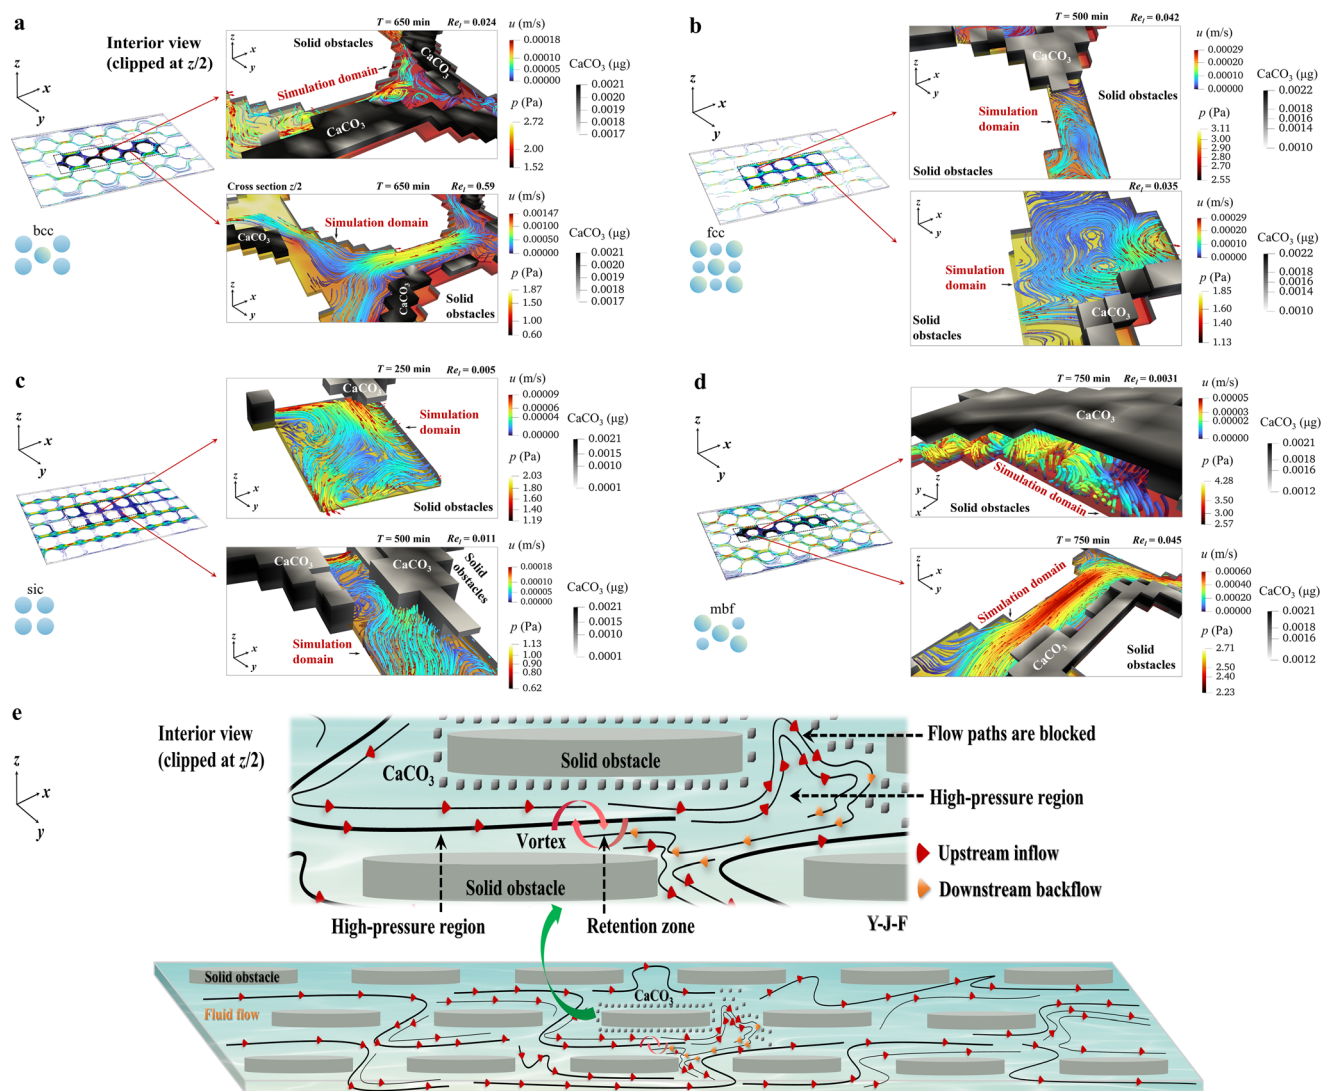 a
Interior view
(clipped at z/2)
z
x
y
bcc
T = 650 min Re_l = 0.024
Solid obstacles
CaCO3
Simulation domain
CaCO3
z
x
y
u (m/s)
0.00018
0.00010
0.00005
0.00000
p (Pa)
2.72
2.00
1.52
CaCO3 (μg)
0.0021
0.0020
0.0019
0.0018
0.0017
Cross section z/2 T = 650 min Re_l = 0.59
Simulation domain
CaCO3
CaCO3
Solid
obstacles
z
x
y
u (m/s)
0.00147
0.00100
0.00050
0.00000
p (Pa)
1.87
1.50
1.00
0.60
CaCO3 (μg)
0.0021
0.0020
0.0019
0.0018
0.0017
b
z
x
y
fcc
T = 500 min Re_l = 0.042
CaCO3
Solid obstacles
Simulation
domain
Solid obstacles
z
x
y
u (m/s)
0.00029
0.00020
0.00010
0.00000
p (Pa)
3.11
3.00
2.90
2.80
2.70
2.55
CaCO3 (μg)
0.0022
0.0018
0.0016
0.0014
0.0010
Re_l = 0.035
Simulation
domain
CaCO3
Solid
obstacles
z
x
y
u (m/s)
0.00029
0.00020
0.00010
0.00000
p (Pa)
1.85
1.60
1.40
1.13
CaCO3 (μg)
0.0022
0.0018
0.0016
0.0014
0.0010
c
z
x
y
sic
T = 250 min Re_l = 0.005
CaCO3
Simulation
domain
Solid obstacles
z
x
y
u (m/s)
0.00009
0.00006
0.00004
0.00000
p (Pa)
2.03
1.80
1.60
1.40
1.19
CaCO3 (μg)
0.0021
0.0015
0.0010
0.0001
T = 500 min Re_l = 0.011
CaCO3
CaCO3
Solid
obstacles
Simulation
domain
z
x
y
u (m/s)
0.00018
0.00010
0.00005
0.00000
p (Pa)
1.13
1.00
0.90
0.80
0.62
CaCO3 (μg)
0.0021
0.0015
0.0010
0.0001
d
z
x
y
mbf
T = 750 min Re_l = 0.0031
CaCO3
Simulation domain
Solid obstacles
y
z
x
u (m/s)
0.00005
0.00003
0.00002
0.00000
p (Pa)
4.28
3.50
3.00
2.57
CaCO3 (μg)
0.0021
0.0018
0.0016
0.0012
T = 750 min Re_l = 0.045
Simulation domain
CaCO3
Solid
obstacles
z
x
y
u (m/s)
0.00060
0.00040
0.00020
0.00000
p (Pa)
2.71
2.50
2.40
2.23
CaCO3 (μg)
0.0021
0.0018
0.0016
0.0012
e
Interior view
(clipped at z/2)
z
x
y
CaCO3
Solid obstacle
Flow paths are blocked
High-pressure region
Vortex
Solid obstacle
Upstream inflow
Downstream backflow
High-pressure region
Retention zone
Y-J-F
Solid obstacle
CaCO3
Fluid flow